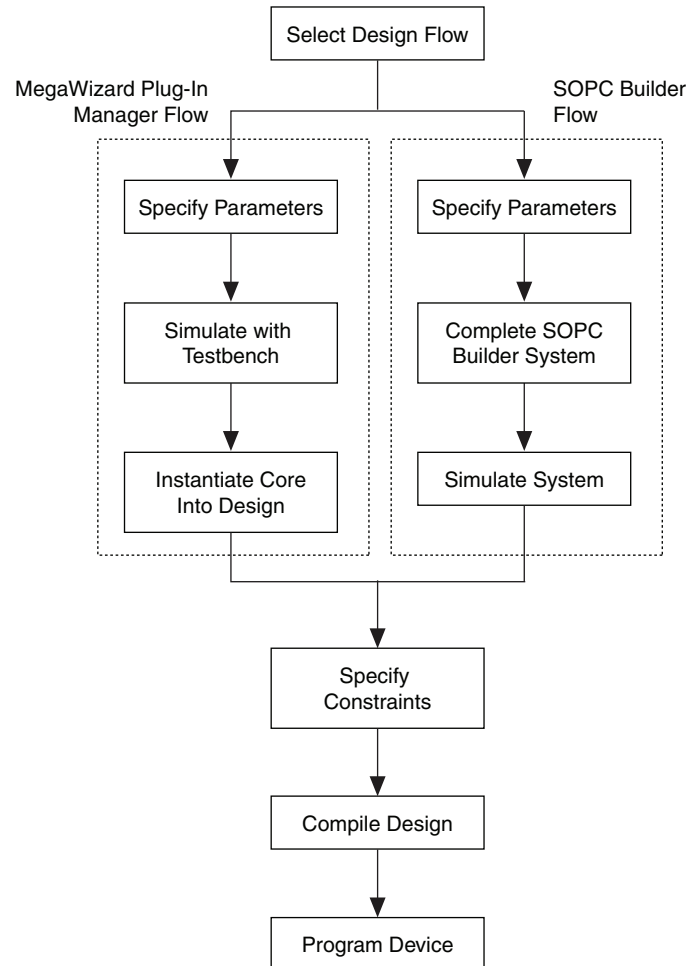 Select Design Flow
MegaWizard Plug-In
Manager Flow
SOPC Builder
Flow
Specify Parameters
Simulate with
Testbench
Instantiate Core
Into Design
Specify Parameters
Complete SOPC
Builder System
Simulate System
Specify
Constraints
Compile Design
Program Device